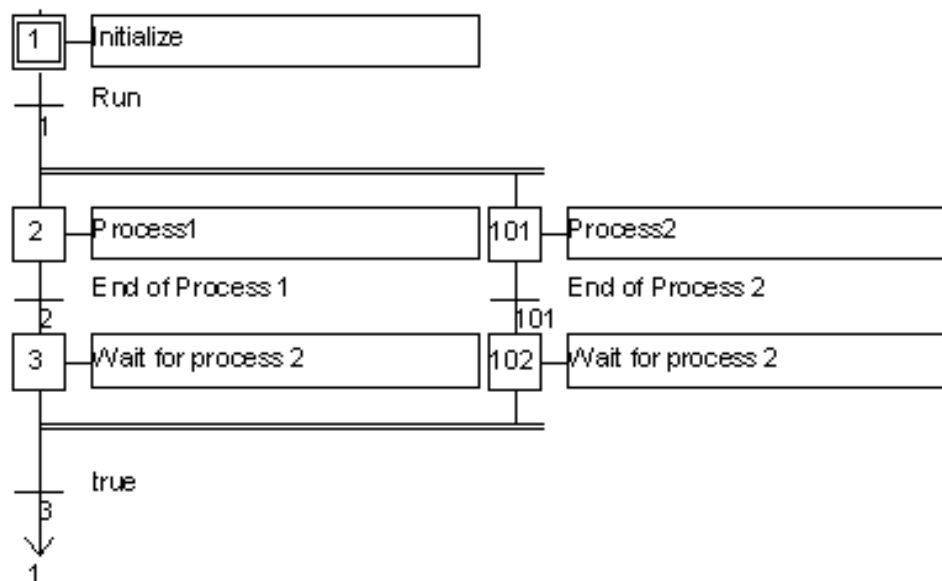 1 Initialize
Run
1
2 Process1 101 Process2
End of Process 1 End of Process 2
2 101
3 Wait for process 2 102 Wait for process 2
true
3
1